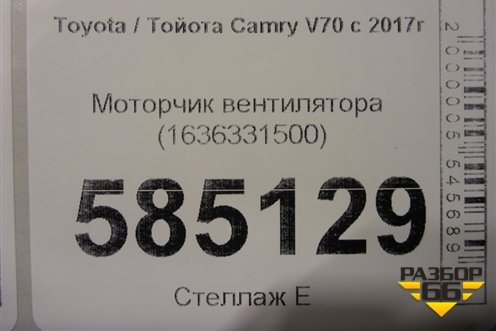 Toyota / Тойота Camry V70 с 2017г
Моторчик вентилятора
(1636331500)
585129
Стеллаж Е
2000005545689
РАЗБОР
66